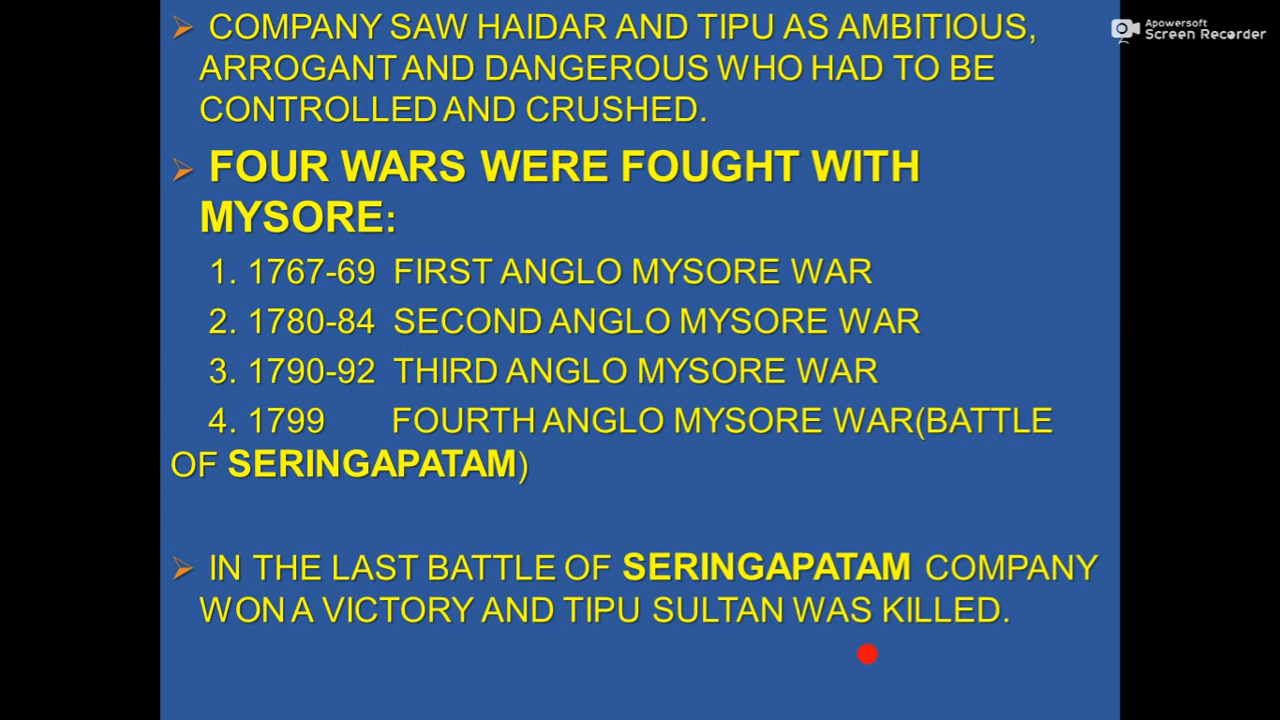 COMPANY SAW HAIDAR AND TIPU AS AMBITIOUS,
ARROGANT AND DANGEROUS WHO HAD TO BE
CONTROLLED AND CRUSHED.
FOUR WARS WERE FOUGHT WITH
MYSORE:
1. 1767-69 FIRST ANGLO MYSORE WAR
2. 1780-84 SECOND ANGLO MYSORE WAR
3. 1790-92 THIRD ANGLO MYSORE WAR
4. 1799 FOURTH ANGLO MYSORE WAR(BATTLE
OF SERINGAPATAM)
IN THE LAST BATTLE OF SERINGAPATAM COMPANY
WON A VICTORY AND TIPU SULTAN WAS KILLED.
Apowersoft
Screen Recorder